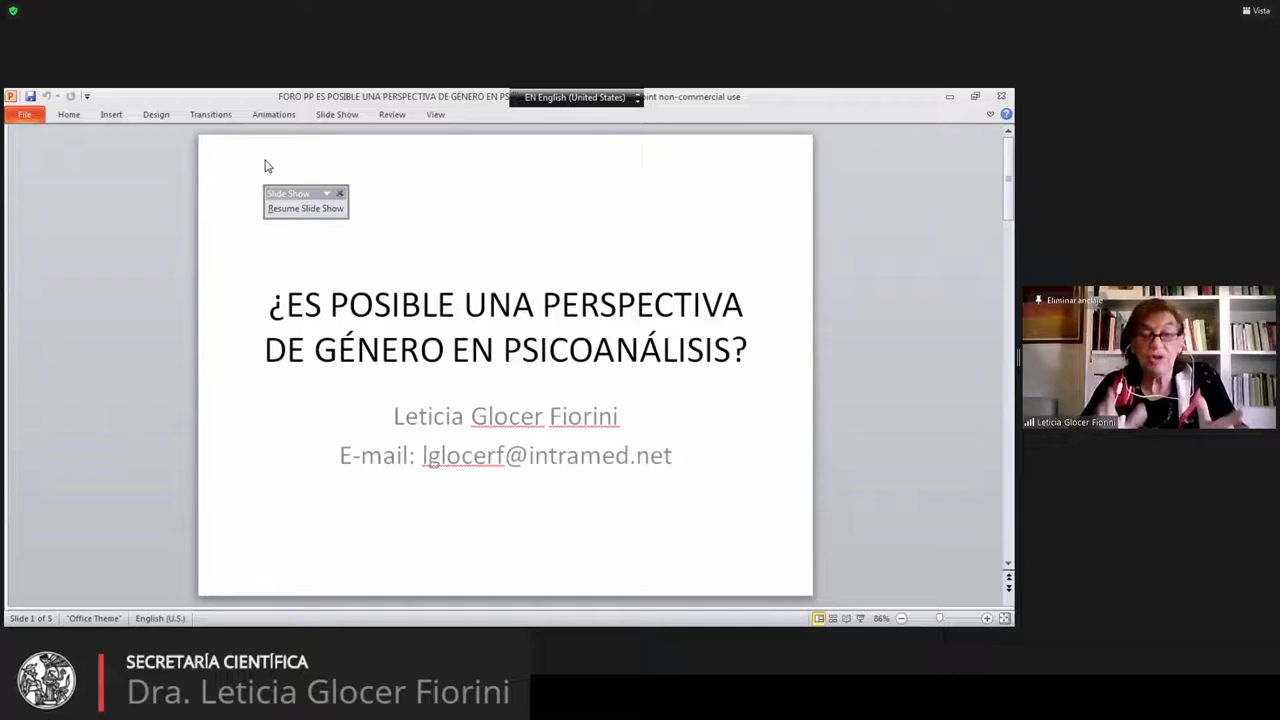 Vista
FORO PP ES POSIBLE UNA PERSPECTIVA DE GÉNERO EN PS
EN English (United States)
int non-commercial use
File Home Insert Design Transitions Animations Slide Show Review View
Slide Show
Resume Slide Show
¿ES POSIBLE UNA PERSPECTIVA
DE GÉNERO EN PSICOANÁLISIS?
Leticia Glocer Fiorini
E-mail: lglocerf@intramed.net
Eliminar anclaje
Leticia Glocer Fiorini
Slide 1 of 5 "Office Theme" English (U.S.) 86%
SECRETARÍA CIENTÍFICA
Dra. Leticia Glocer Fiorini